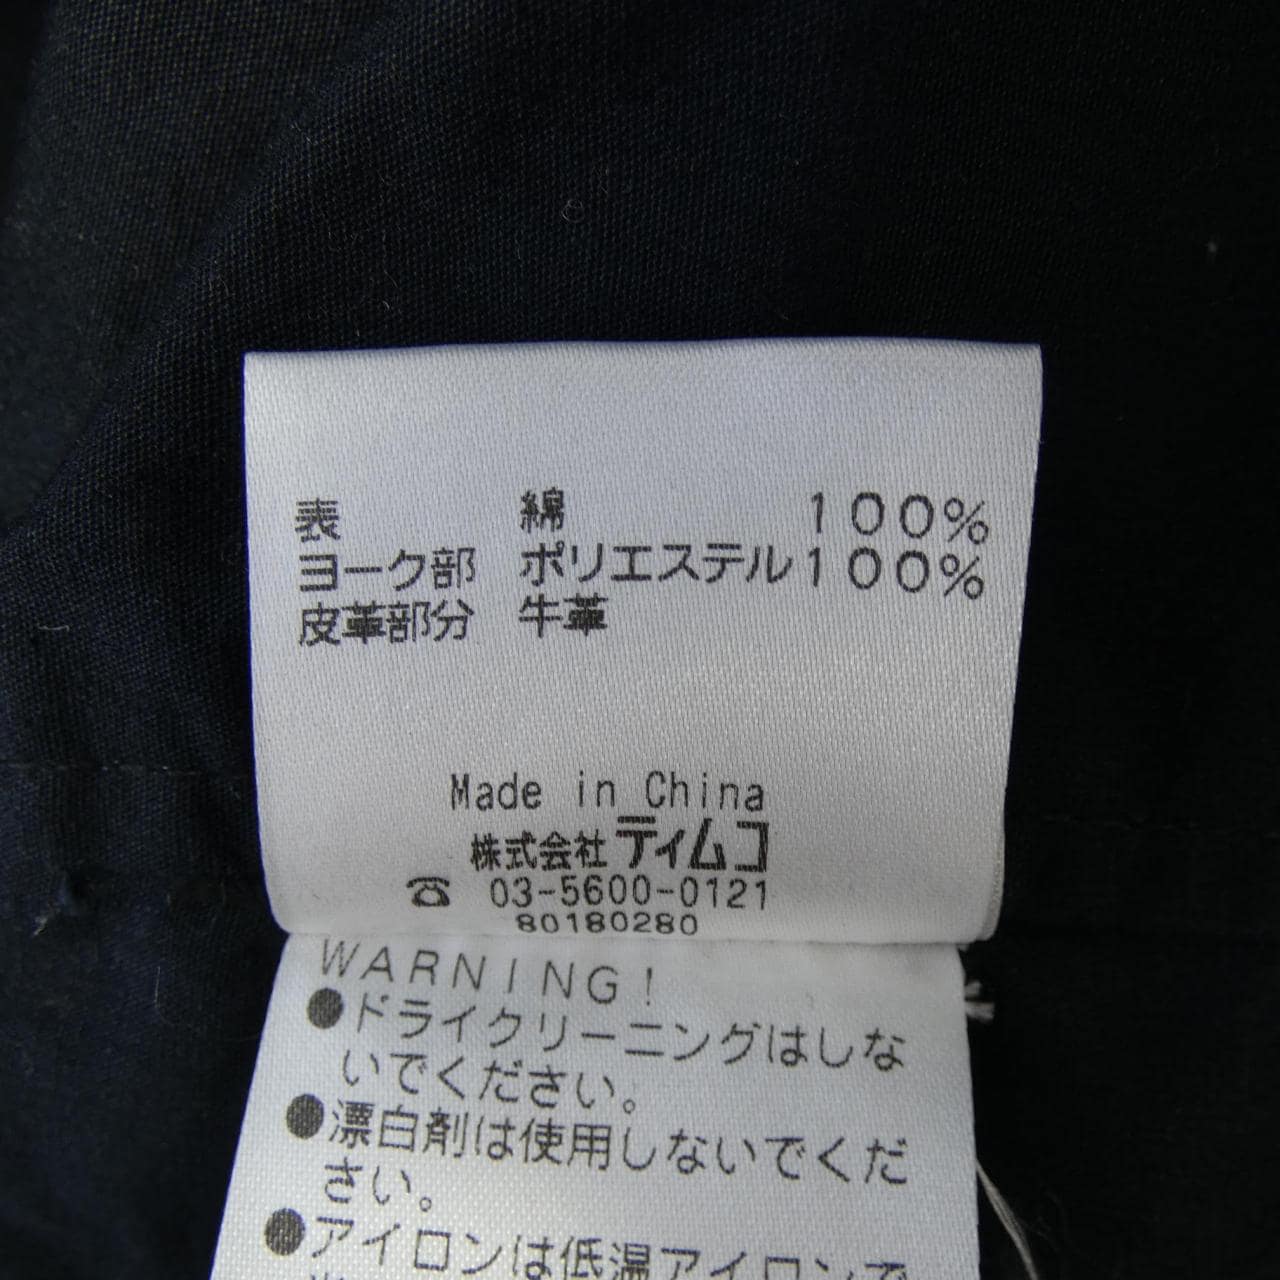 表 綿 100%
ヨーク部 ポリエステル100%
皮革部分 牛革
Made in China
株式会社ティムコ
☎ 03-5600-0121
80180280
WARNING!
●ドライクリーニングはしな
いでください。
●漂白剤は使用しないでくだ
さい。
●アイロンは低温アイロンで